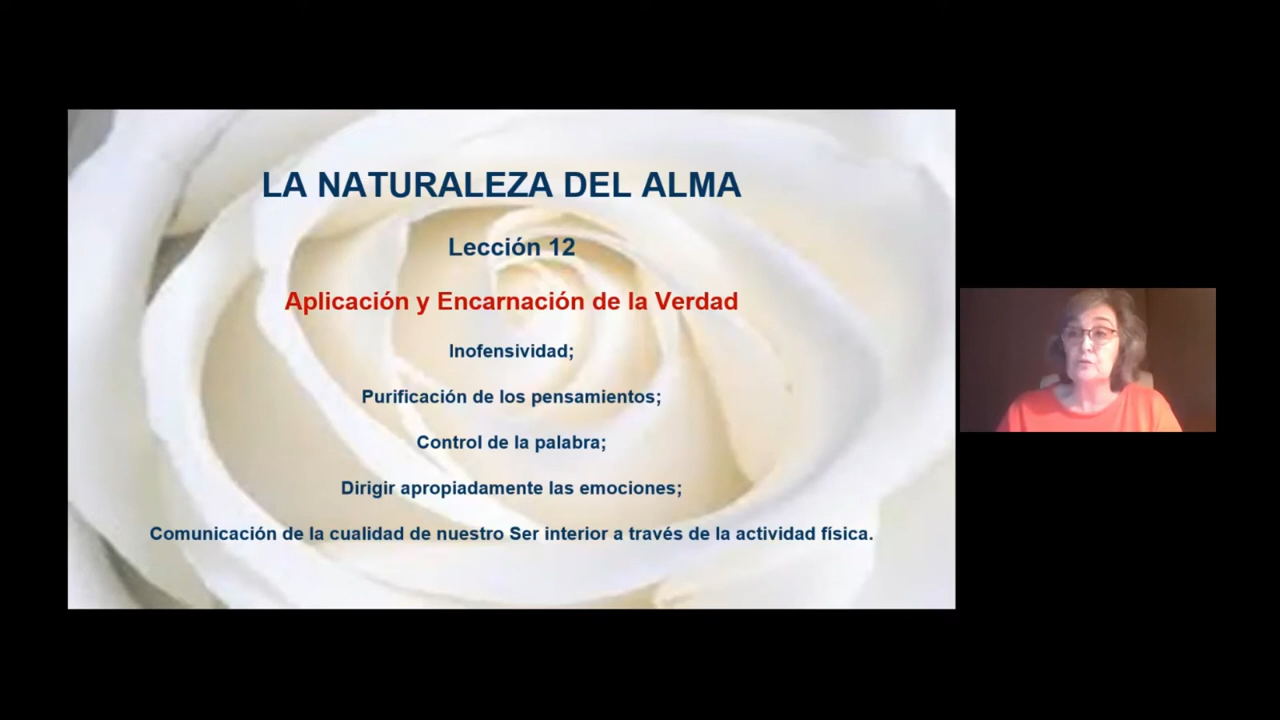 LA NATURALEZA DEL ALMA
Lección 12
Aplicación y Encarnación de la Verdad
Inofensividad;
Purificación de los pensamientos;
Control de la palabra;
Dirigir apropiadamente las emociones;
Comunicación de la cualidad de nuestro Ser interior a través de la actividad física.